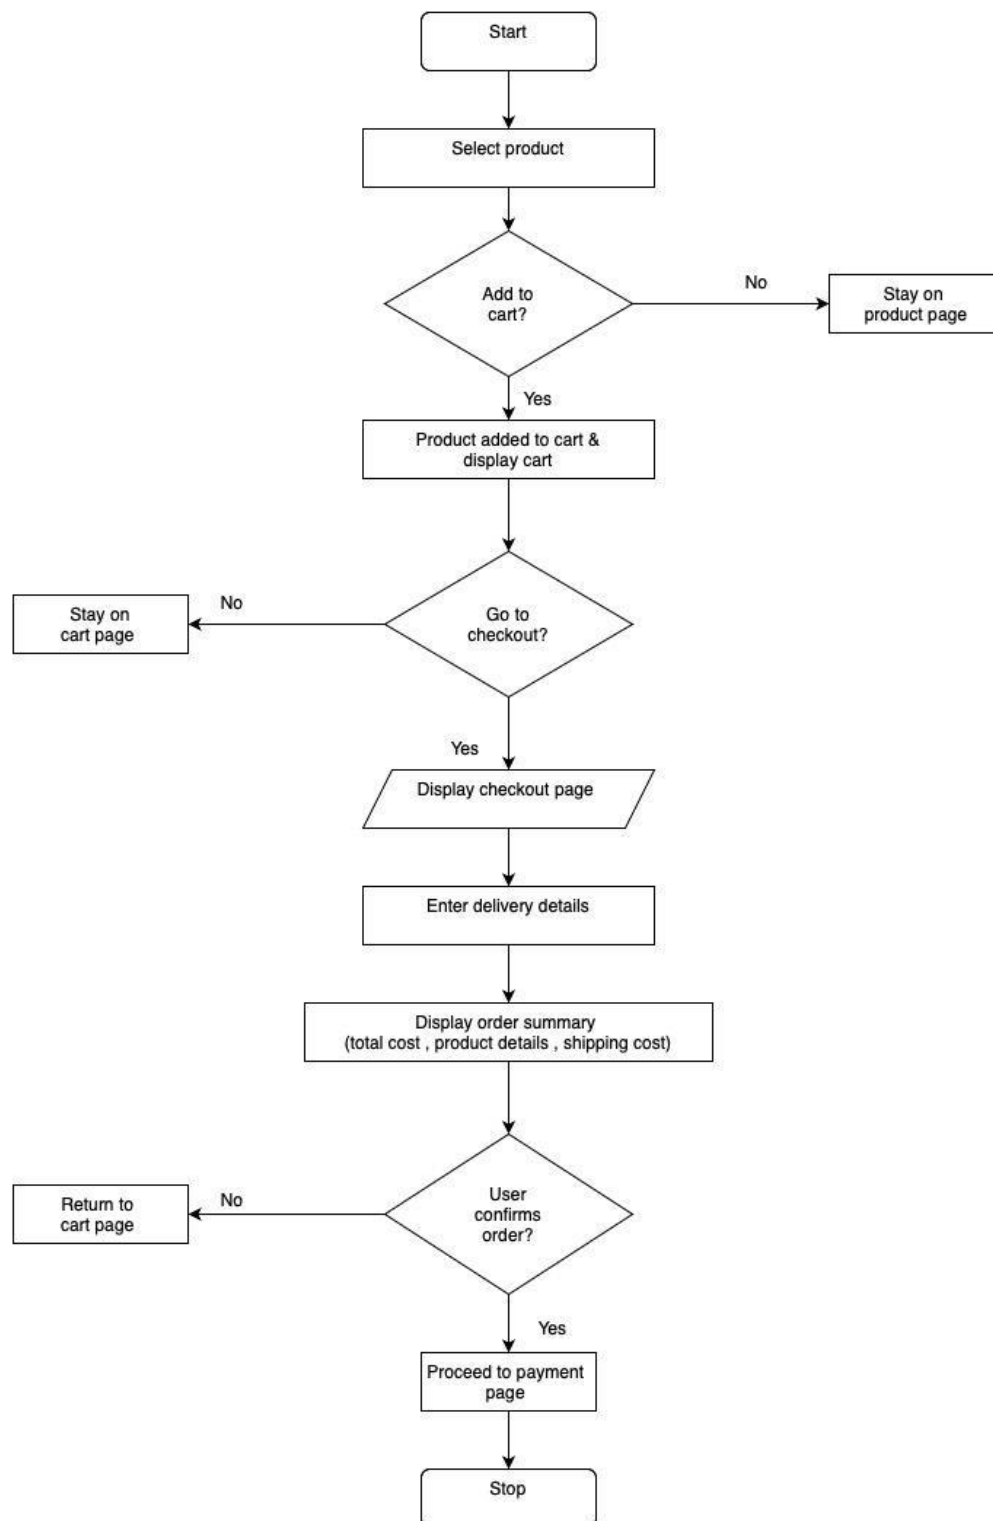 Start
Select product
Add to
cart?
No
Stay on
product page
Yes
Product added to cart &
display cart
Go to
checkout?
No
Stay on
cart page
Yes
Display checkout page
Enter delivery details
Display order summary
(total cost , product details , shipping cost)
User
confirms
order?
No
Return to
cart page
Yes
Proceed to payment
page
Stop